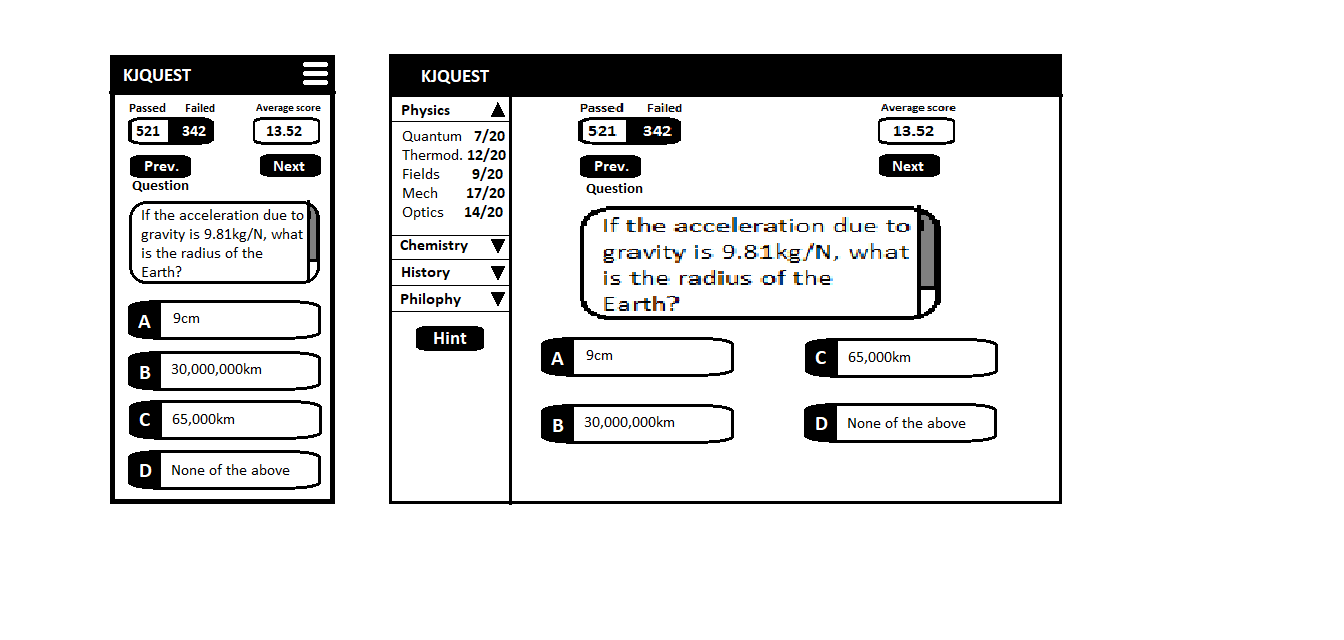 KJQUEST
Passed Failed Average score
521 342 13.52
Prev. Next
Question
If the acceleration due to
gravity is 9.81kg/N, what
is the radius of the
Earth?
A 9cm
B 30,000,000km
C 65,000km
D None of the above
KJQUEST
Physics
Quantum 7/20
Thermod. 12/20
Fields 9/20
Mech 17/20
Optics 14/20
Chemistry
History
Philophy
Hint
Passed Failed Average score
521 342 13.52
Prev. Next
Question
If the acceleration due to
gravity is 9.81kg/N, what
is the radius of the
Earth?
A 9cm
C 65,000km
B 30,000,000km
D None of the above